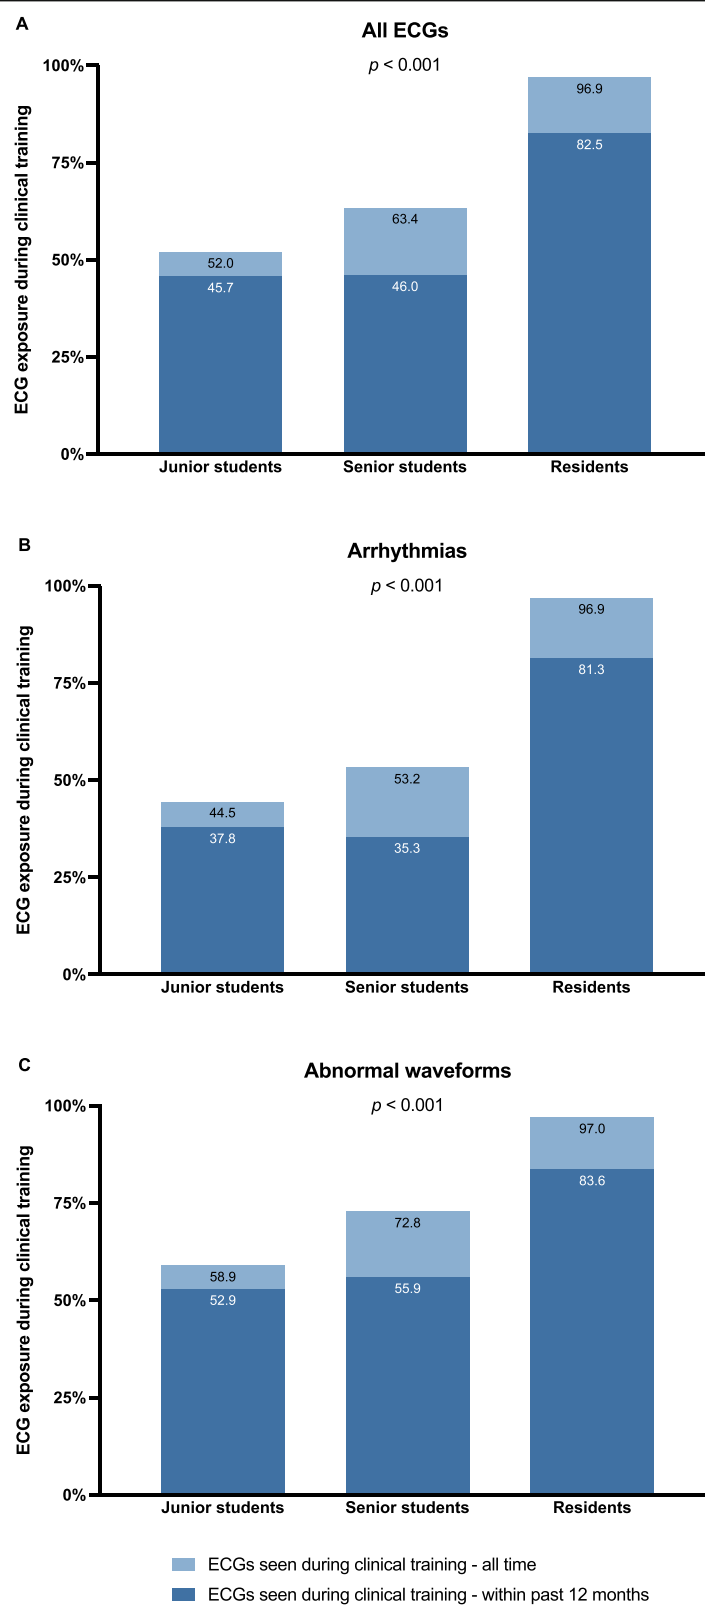 A
All ECGs
p < 0.001
ECG exposure during clinical training
100%
75%
50%
25%
0%
52.0
45.7
63.4
46.0
96.9
82.5
Junior students
Senior students
Residents
B
Arrhythmias
p < 0.001
ECG exposure during clinical training
100%
75%
50%
25%
0%
44.5
37.8
53.2
35.3
96.9
81.3
Junior students
Senior students
Residents
C
Abnormal waveforms
p < 0.001
ECG exposure during clinical training
100%
75%
50%
25%
0%
58.9
52.9
72.8
55.9
97.0
83.6
Junior students
Senior students
Residents
ECGs seen during clinical training - all time
ECGs seen during clinical training - within past 12 months